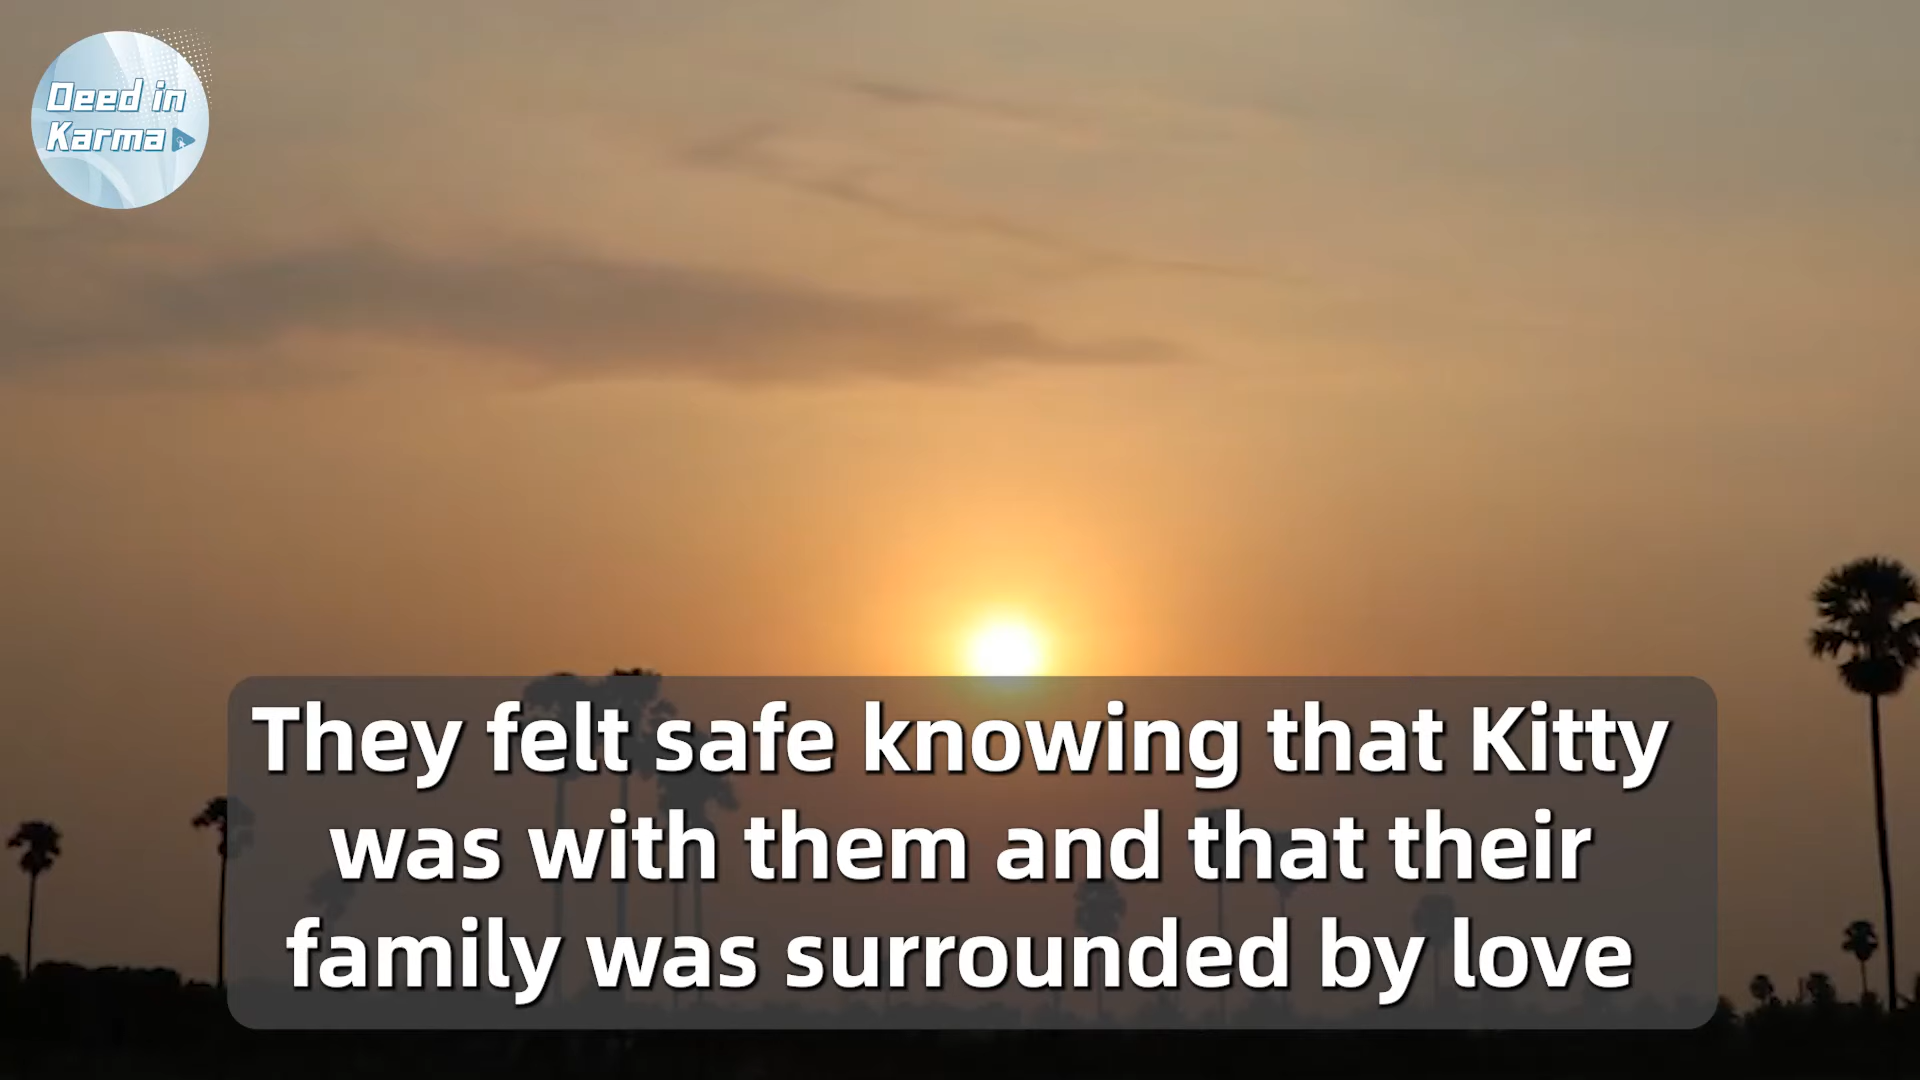 Deed in
Karma
They felt safe knowing that Kitty
was with them and that their
family was surrounded by love